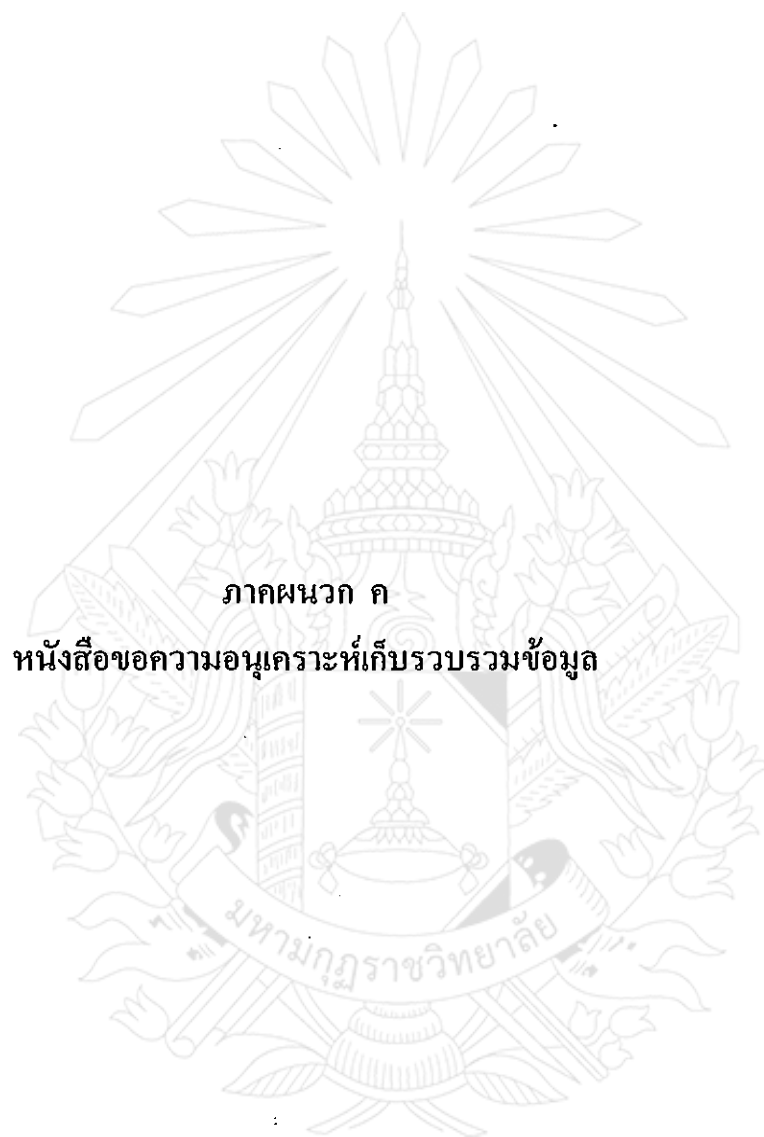 ภาคผนวก ค
หนังสือขอความอนุเคราะห์เก็บรวบรวมข้อมูล
มหามกุฏราชวิทยาลัย